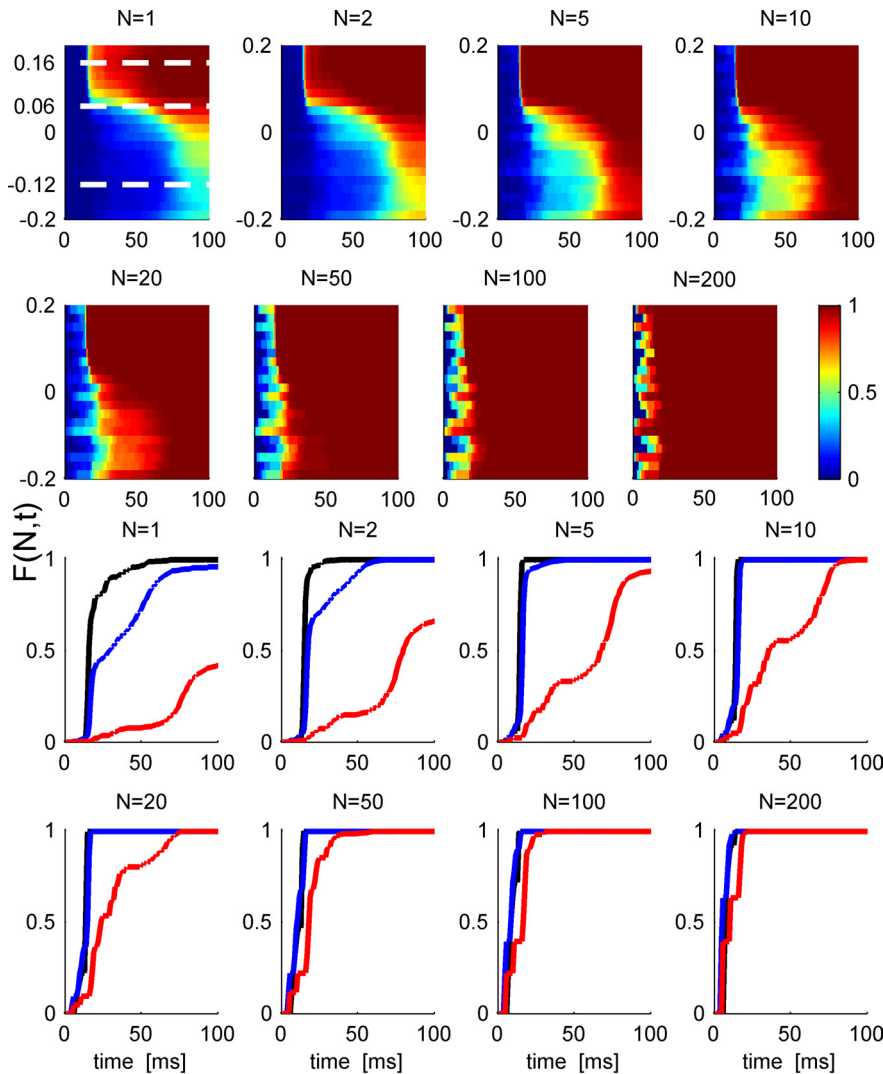 N=1 N=2 N=5 N=10
0.16 0.2 0.2 0.2
0.06
0 0 0 0
-0.12
-0.2 -0.2 -0.2 -0.2
0 50 100 0 50 100 0 50 100 0 50 100
N=20 N=50 N=100 N=200
0.2 1
0 0.5
-0.2 0
0 50 100 0 50 100 0 50 100 0 50 100
F(N,t)
N=1 N=2 N=5 N=10
1 1 1 1
0.5 0.5 0.5 0.5
0 0 0 0
0 50 100 0 50 100 0 50 100 0 50 100
N=20 N=50 N=100 N=200
1 1 1 1
0.5 0.5 0.5 0.5
0 0 0 0
0 50 100 0 50 100 0 50 100 0 50 100
time [ms] time [ms] time [ms] time [ms]